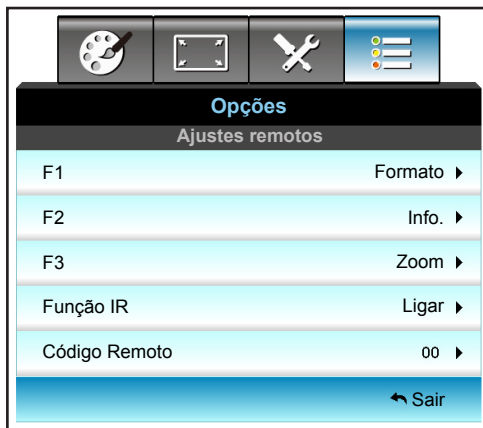 Opções
Ajustes remotos
F1 Formato
F2 Info.
F3 Zoom
Função IR Ligar
Código Remoto 00
Sair